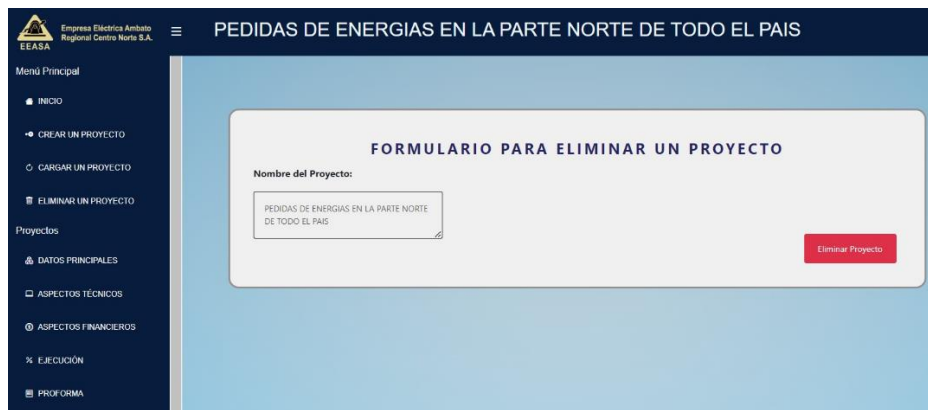 EEASA
Empresa Eléctrica Ambato
Regional Centro Norte S.A.
PEDIDAS DE ENERGIAS EN LA PARTE NORTE DE TODO EL PAIS
Menú Principal
INICIO
CREAR UN PROYECTO
CARGAR UN PROYECTO
ELIMINAR UN PROYECTO
Proyectos
DATOS PRINCIPALES
ASPECTOS TÉCNICOS
ASPECTOS FINANCIEROS
EJECUCIÓN
PROFORMA
FORMULARIO PARA ELIMINAR UN PROYECTO
Nombre del Proyecto:
PEDIDAS DE ENERGIAS EN LA PARTE NORTE
DE TODO EL PAIS
Eliminar Proyecto